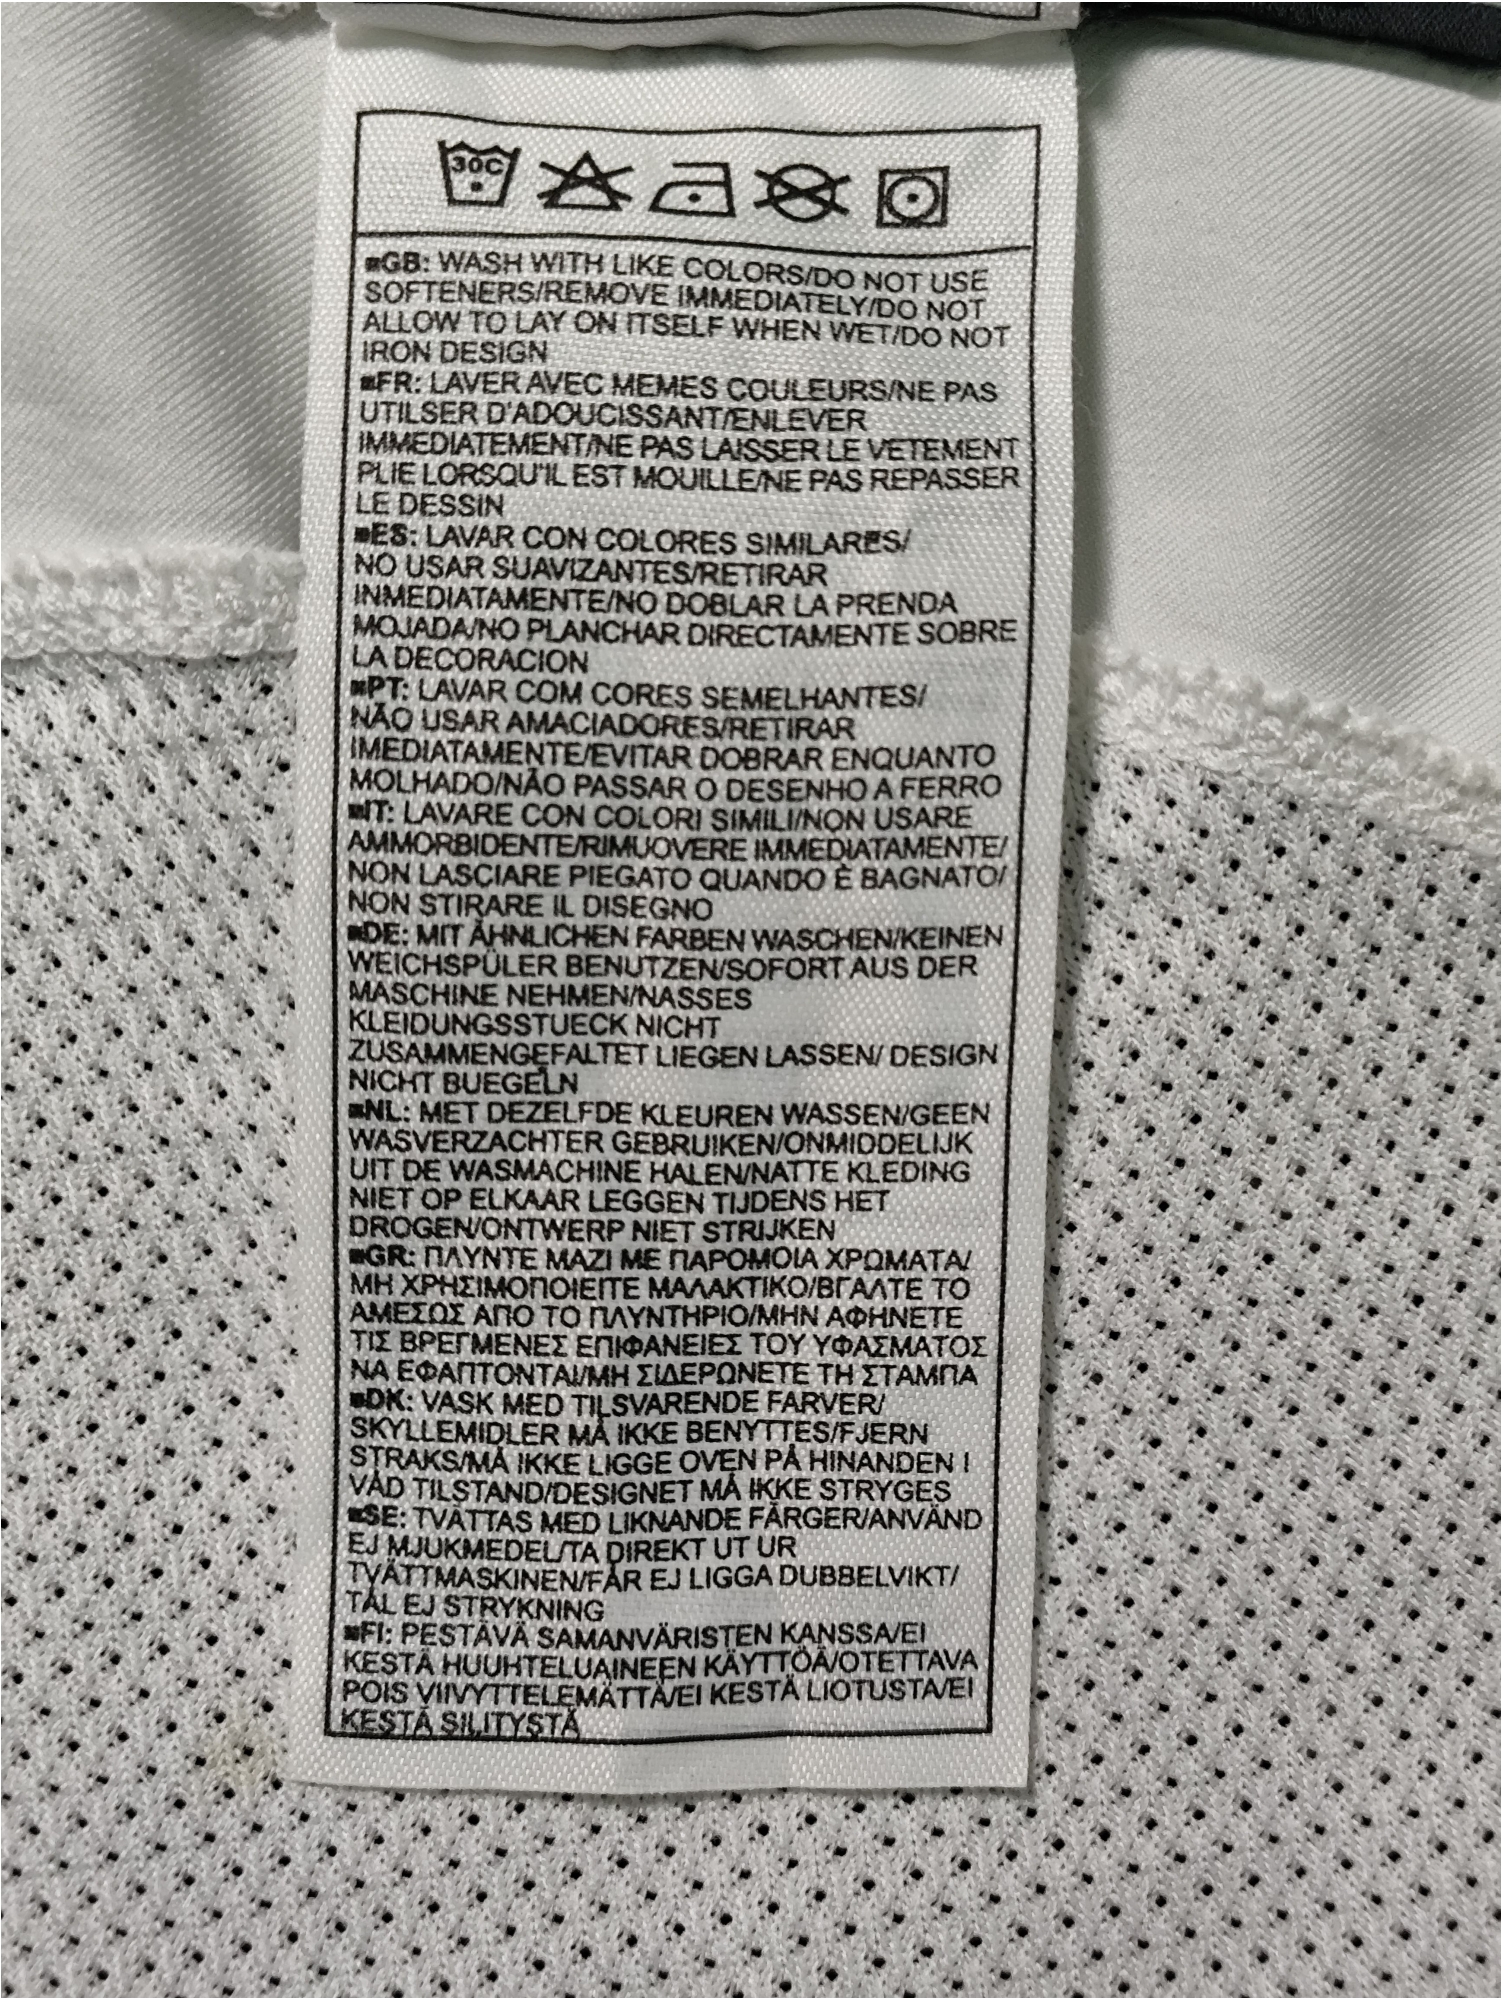 30C
■GB: WASH WITH LIKE COLORS/DO NOT USE
SOFTENERS/REMOVE IMMEDIATELY/DO NOT
ALLOW TO LAY ON ITSELF WHEN WET/DO NOT
IRON DESIGN
■FR: LAVER AVEC MEMES COULEURS/NE PAS
UTILSER D'ADOUCISSANT/ENLEVER
IMMEDIATEMENT/NE PAS LAISSER LE VETEMENT
PLIE LORSQU'IL EST MOUILLE/NE PAS REPASSER
LE DESSIN
■ES: LAVAR CON COLORES SIMILARES/
NO USAR SUAVIZANTES/RETIRAR
INMEDIATAMENTE/NO DOBLAR LA PRENDA
MOJADA/NO PLANCHAR DIRECTAMENTE SOBRE
LA DECORACION
■PT: LAVAR COM CORES SEMELHANTES/
NÃO USAR AMACIADORES/RETIRAR
IMEDIATAMENTE/EVITAR DOBRAR ENQUANTO
MOLHADO/NÃO PASSAR O DESENHO A FERRO
■IT: LAVARE CON COLORI SIMILI/NON USARE
AMMORBIDENTE/RIMUOVERE IMMEDIATAMENTE/
NON LASCIARE PIEGATO QUANDO È BAGNATO/
NON STIRARE IL DISEGNO
■DE: MIT ÄHNLICHEN FARBEN WASCHEN/KEINEN
WEICHSPÜLER BENUTZEN/SOFORT AUS DER
MASCHINE NEHMEN/NASSES
KLEIDUNGSSTUECK NICHT
ZUSAMMENGEFALTET LIEGEN LASSEN/ DESIGN
NICHT BUEGELN
■NL: MET DEZELFDE KLEUREN WASSEN/GEEN
WASVERZACHTER GEBRUIKEN/ONMIDDELIJK
UIT DE WASMACHINE HALEN/NATTE KLEDING
NIET OP ELKAAR LEGGEN TIJDENS HET
DROGEN/ONTWERP NIET STRIJKEN
■GR: ΠΛΥΝΤΕ ΜΑΖΙ ΜΕ ΠΑΡΟΜΟΙΑ ΧΡΩΜΑΤΑ/
ΜΗ ΧΡΗΣΙΜΟΠΟΙΕΙΤΕ ΜΑΛΑΚΤΙΚΟ/ΒΓΑΛΤΕ ΤΟ
ΑΜΕΣΩΣ ΑΠΟ ΤΟ ΠΛΥΝΤΗΡΙΟ/ΜΗΝ ΑΦΗΝΕΤΕ
ΤΙΣ ΒΡΕΓΜΕΝΕΣ ΕΠΙΦΑΝΕΙΕΣ ΤΟΥ ΥΦΑΣΜΑΤΟΣ
ΝΑ ΕΦΑΠΤΟΝΤΑΙ/ΜΗ ΣΙΔΕΡΩΝΕΤΕ ΤΗ ΣΤΑΜΠΑ
■DK: VASK MED TILSVARENDE FARVER/
SKYLLEMIDLER MÅ IKKE BENYTTES/FJERN
STRAKS/MÅ IKKE LIGGE OVEN PÅ HINANDEN I
VÅD TILSTAND/DESIGNET MÅ IKKE STRYGES
■SE: TVÄTTAS MED LIKNANDE FÄRGER/ANVÄND
EJ MJUKMEDEL/TA DIREKT UT UR
TVÄTTMASKINEN/FÅR EJ LIGGA DUBBELVIKT/
TÅL EJ STRYKNING
■FI: PESTÄVÄ SAMANVÄRISTEN KANSSA/EI
KESTÄ HUUHTELUAINEEN KÄYTTÖÄ/OTETTAVA
POIS VIIVYTTELEMÄTTÄ/EI KESTÄ LIOTUSTA/EI
KESTÄ SILITYSTÄ